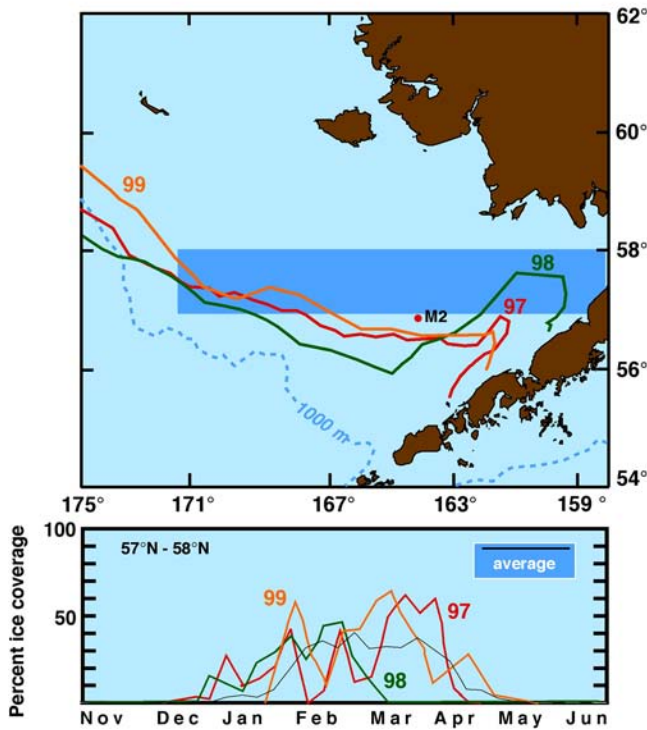 62°
60°
99
58°
98
97
M2
56°
1000 m
54°
175° 171° 167° 163° 159 °
Percent ice coverage
100
57°N - 58°N
average
99
97
50
98
Nov Dec Jan Feb Mar Apr May Jun